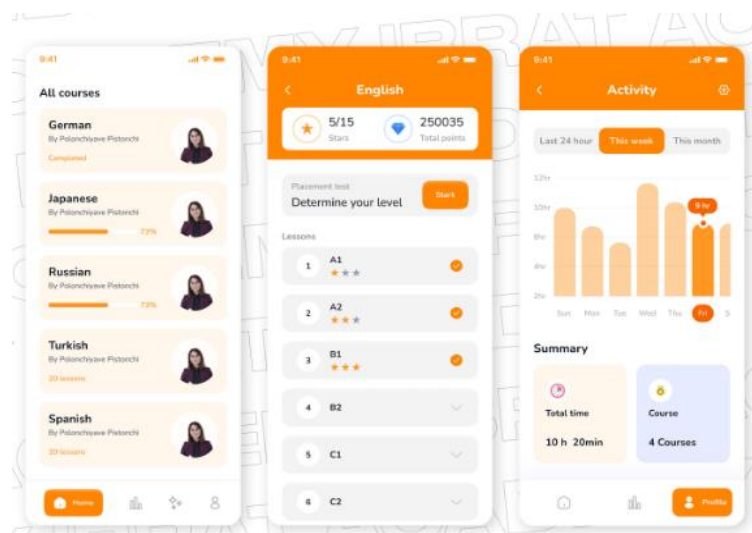 9:41
All courses
German
By Polonchiyave Pistonchi
Completed
Japanese
By Polonchiyave Pistonchi
73%
Russian
By Polonchiyave Pistonchi
73%
Turkish
By Polonchiyave Pistonchi
20 lessons
Spanish
By Polonchiyave Pistonchi
20 lessons
Home
9:41
English
5/15
Stars
250035
Total points
Placement test
Determine your level
Start
Lessons
1 A1
2 A2
3 B1
4 B2
5 C1
6 C2
9:41
Activity
Last 24 hour This week This month
12hr
10hr
4hr
2hr
9 hr
Sun Mon Tue Wed Thu Fri S
Summary
Total time
10 h 20min
Course
4 Courses
Profile